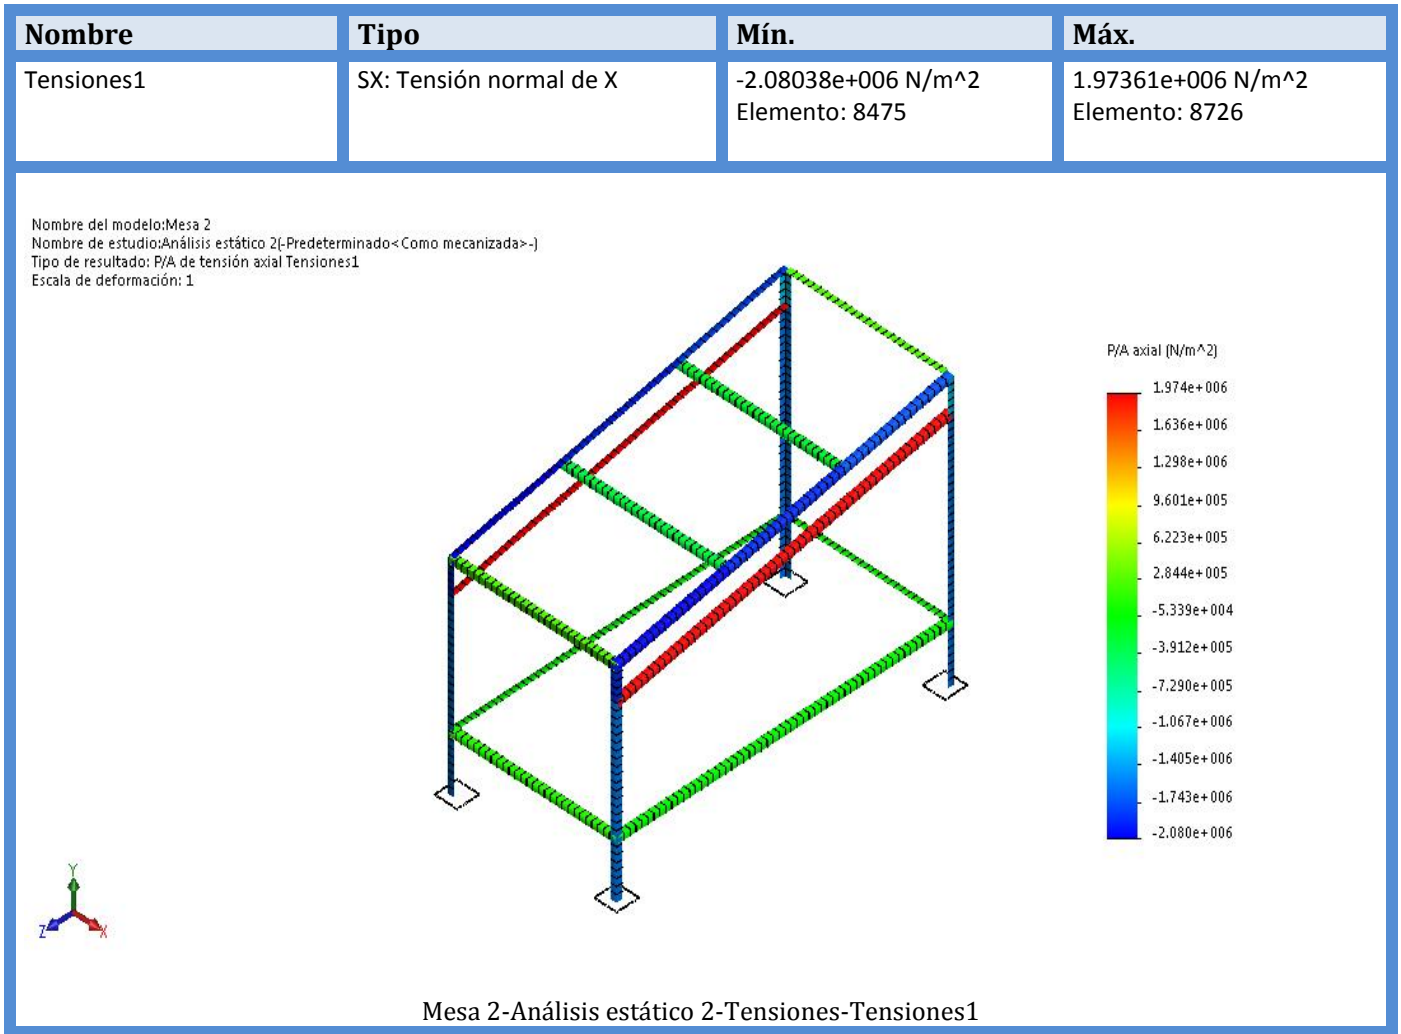 Nombre Tipo Mín. Máx.
Tensiones1 SX: Tensión normal de X -2.08038e+006 N/m^2 1.97361e+006 N/m^2
Elemento: 8475 Elemento: 8726
Nombre del modelo:Mesa 2
Nombre de estudio:Análisis estático 2(-Predeterminado<Como mecanizada>-)
Tipo de resultado: P/A de tensión axial Tensiones1
Escala de deformación: 1
P/A axial (N/m^2)
1.974e+006
1.636e+006
1.298e+006
9.601e+005
6.223e+005
2.844e+005
-5.339e+004
-3.912e+005
-7.290e+005
-1.067e+006
-1.405e+006
-1.743e+006
-2.080e+006
Y
Z X
Mesa 2-Análisis estático 2-Tensiones-Tensiones1